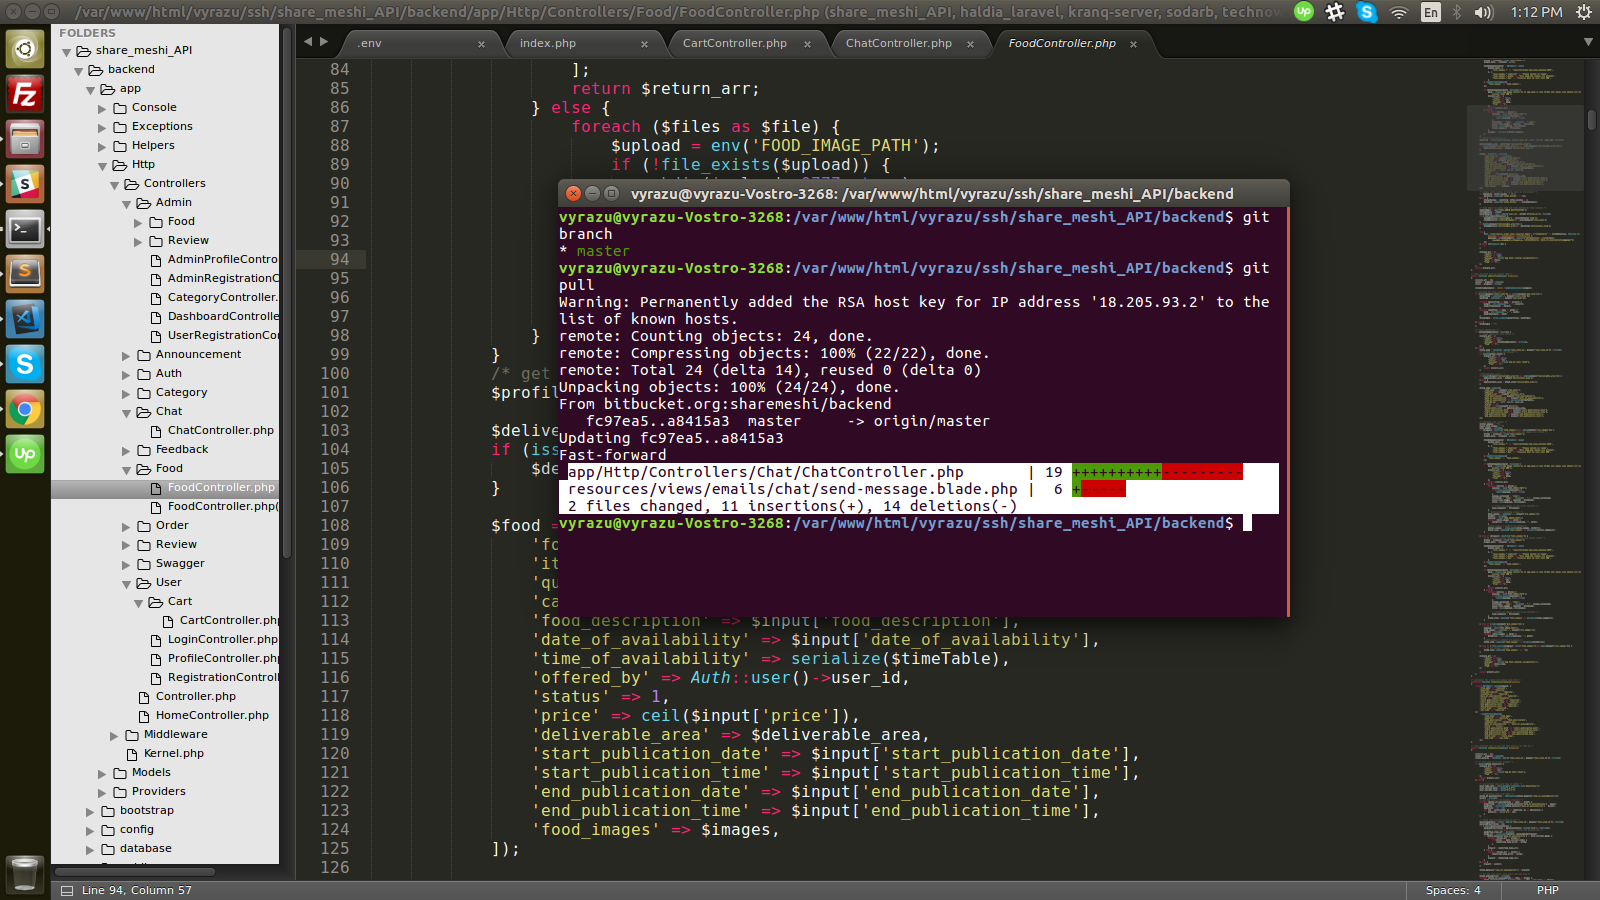 /var/www/html/vyrazu/ssh/share_meshi_API/backend/app/Http/Controllers/Food/FoodController.php (share_meshi_API, haldia_laravel, kranq-server, sodarb, technow
En
1:12 PM
FOLDERS
share_meshi_API
backend
app
Console
Exceptions
Helpers
Http
Controllers
Admin
Food
Review
AdminProfileContro
AdminRegistrationC
CategoryController.
DashboardControlle
UserRegistrationCo
Announcement
Auth
Category
Chat
ChatController.php
Feedback
Food
FoodController.php
FoodController.php(
Order
Review
Swagger
User
Cart
CartController.php
LoginController.php
ProfileController.php
RegistrationControll
Controller.php
HomeController.php
Middleware
Kernel.php
Models
Providers
bootstrap
config
database
.env
index.php
CartController.php
ChatController.php
FoodController.php
84 ];
85 return $return_arr;
86 } else {
87 foreach ($files as $file) {
88 $upload = env('FOOD_IMAGE_PATH');
89 if (!file_exists($upload)) {
90
91
92
93
94
95
96
97
98 }
99 }
100 /* get
101 $profil
102
103 $delive
104 if (iss
105 $de
106 }
107
108 $food =
109 'fo
110 'it
111 'qu
112 'ca
113 'food_description' => $input['food_description'],
114 'date_of_availability' => $input['date_of_availability'],
115 'time_of_availability' => serialize($timeTable),
116 'offered_by' => Auth::user()->user_id,
117 'status' => 1,
118 'price' => ceil($input['price']),
119 'deliverable_area' => $deliverable_area,
120 'start_publication_date' => $input['start_publication_date'],
121 'start_publication_time' => $input['start_publication_time'],
122 'end_publication_date' => $input['end_publication_date'],
123 'end_publication_time' => $input['end_publication_time'],
124 'food_images' => $images,
125 ]);
126
vyrazu@vyrazu-Vostro-3268: /var/www/html/vyrazu/ssh/share_meshi_API/backend
vyrazu@vyrazu-Vostro-3268:/var/www/html/vyrazu/ssh/share_meshi_API/backend$ git
branch
* master
vyrazu@vyrazu-Vostro-3268:/var/www/html/vyrazu/ssh/share_meshi_API/backend$ git
pull
Warning: Permanently added the RSA host key for IP address '18.205.93.2' to the
list of known hosts.
remote: Counting objects: 24, done.
remote: Compressing objects: 100% (22/22), done.
remote: Total 24 (delta 14), reused 0 (delta 0)
Unpacking objects: 100% (24/24), done.
From bitbucket.org:sharemeshi/backend
fc97ea5..a8415a3 master -> origin/master
Updating fc97ea5..a8415a3
Fast-forward
app/Http/Controllers/Chat/ChatController.php | 19 ++++++++++---------
resources/views/emails/chat/send-message.blade.php | 6 +-----
2 files changed, 11 insertions(+), 14 deletions(-)
vyrazu@vyrazu-Vostro-3268:/var/www/html/vyrazu/ssh/share_meshi_API/backend$
Line 94, Column 57
Spaces: 4
PHP